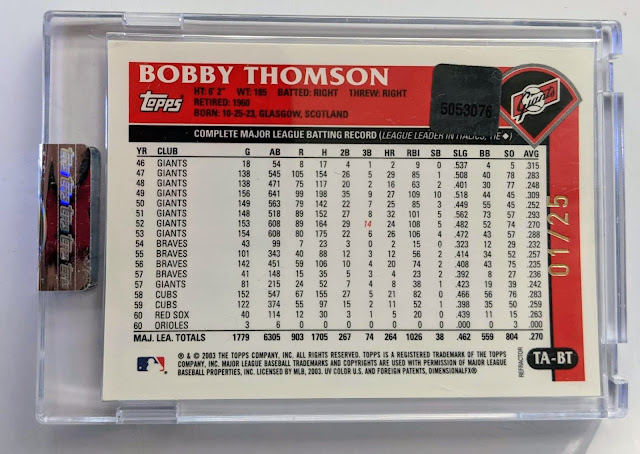 BOBBY THOMSON
Topps
HT: 6' 2" WT: 185 BATTED: RIGHT THREW: RIGHT
RETIRED: 1960
BORN: 10-25-23, GLASGOW, SCOTLAND
5053076
Giants
COMPLETE MAJOR LEAGUE BATTING RECORD (LEAGUE LEADER IN ITALICS, TIE ◆)
YR CLUB G AB R H 2B 3B HR RBI SB SLG BB SO AVG
46 GIANTS 18 54 8 17 4 1 2 9 0 .537 4 5 .315
47 GIANTS 138 545 105 154 26 5 29 85 1 .508 40 78 .283
48 GIANTS 138 471 75 117 20 2 16 63 2 .401 30 77 .248
49 GIANTS 156 641 99 198 35 9 27 109 10 .518 44 45 .309
50 GIANTS 149 563 79 142 22 7 25 85 3 .449 55 45 .252
51 GIANTS 148 518 89 152 27 8 32 101 5 .562 73 57 .293
52 GIANTS 153 608 89 164 29 14 24 108 5 .482 52 74 .270
53 GIANTS 154 608 80 175 22 6 26 106 4 .472 43 57 .288
54 BRAVES 43 99 7 23 3 0 2 15 0 .323 12 29 .232
55 BRAVES 101 343 40 88 12 3 12 56 2 .414 34 52 .257
56 BRAVES 142 451 59 106 10 4 20 74 2 .408 43 75 .235
57 BRAVES 41 148 15 35 5 3 4 23 2 .392 8 27 .236
57 GIANTS 81 215 24 52 7 4 8 38 1 .423 19 39 .242
58 CUBS 152 547 67 155 27 5 21 82 0 .466 56 76 .283
59 CUBS 122 374 55 97 15 2 11 52 1 .398 35 50 .259
60 RED SOX 40 114 12 30 3 1 5 20 0 .439 11 15 .263
60 ORIOLES 3 6 0 0 0 0 0 0 0 .000 0 3 .000
MAJ. LEA. TOTALS 1779 6305 903 1705 267 74 264 1026 38 .462 559 804 .270
01/25
® & © 2003 THE TOPPS COMPANY, INC. ALL RIGHTS RESERVED. TOPPS IS A REGISTERED TRADEMARK OF THE TOPPS
COMPANY, INC. MAJOR LEAGUE BASEBALL TRADEMARKS AND COPYRIGHTS ARE USED WITH PERMISSION OF MAJOR LEAGUE
BASEBALL PROPERTIES, INC. LICENSED BY MLB, 2003. UV COLOR U.S. AND FOREIGN PATENTS, DIMENSIONALFX®
REFRACTOR
TA-BT